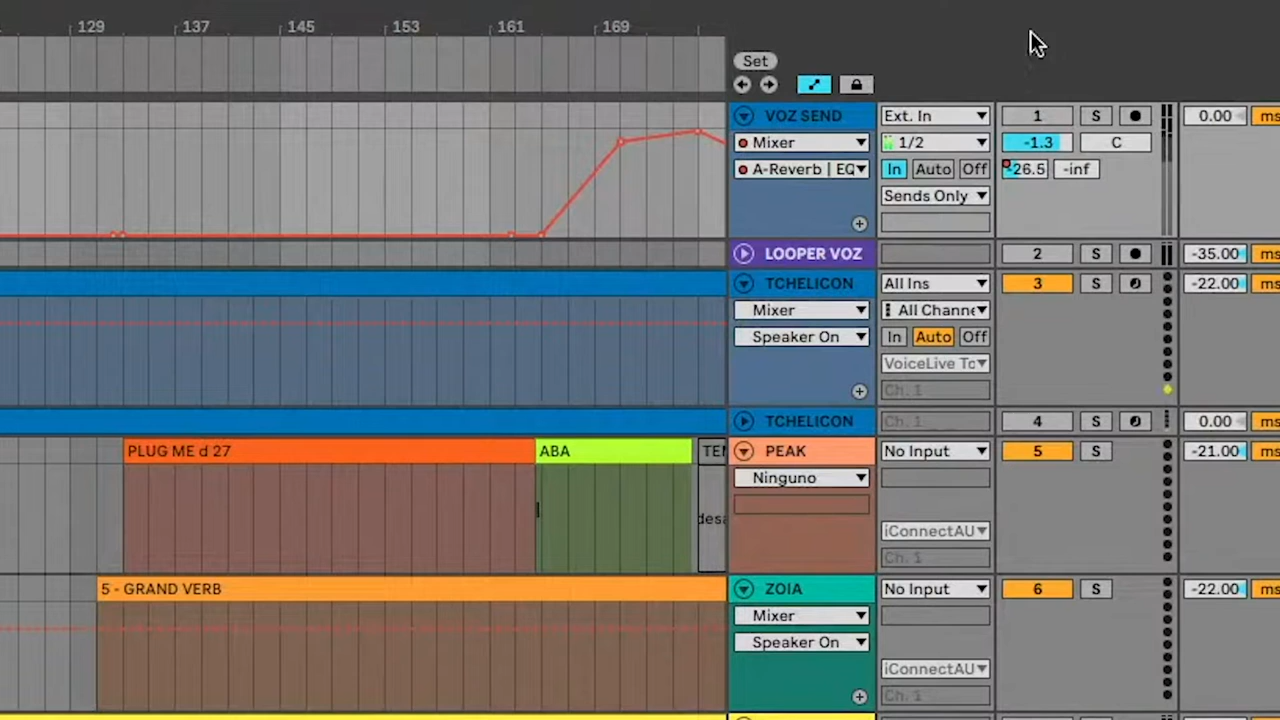 129 137 145 153 161 169
Set
VOZ SEND Ext. In 1 S 0.00 ms
Mixer 1/2 -1.3 C
A-Reverb | EQ In Auto Off -26.5 -inf
Sends Only
LOOPER VOZ 2 S -35.00 ms
TCHELICON All Ins 3 S -22.00 ms
Mixer All Channe
Speaker On In Auto Off
VoiceLive To
Ch. 1
TCHELICON Ch. 1 4 S 0.00 ms
PLUG ME d 27 ABA TEM PEAK No Input 5 S -21.00 ms
Ninguno
desa
iConnectAU
Ch. 1
5 - GRAND VERB ZOIA No Input 6 S -22.00 ms
Mixer
Speaker On
iConnectAU
Ch. 1